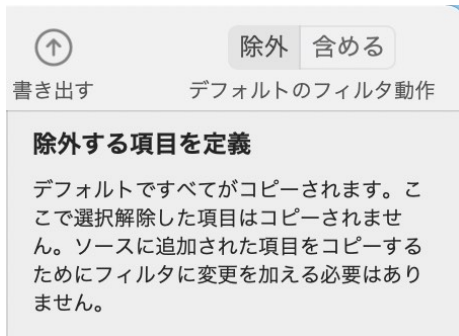 除外 含める
書き出す デフォルトのフィルタ動作
除外する項目を定義
デフォルトですべてがコピーされます。こ
こで選択解除した項目はコピーされませ
ん。ソースに追加された項目をコピーする
ためにフィルタに変更を加える必要はあり
ません。